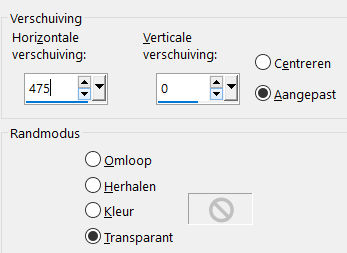 Verschuiving
Horizontale Verticale
verschuiving: verschuiving:
475 0
Centreren
Aangepast
Randmodus
Omloop
Herhalen
Kleur
Transparant